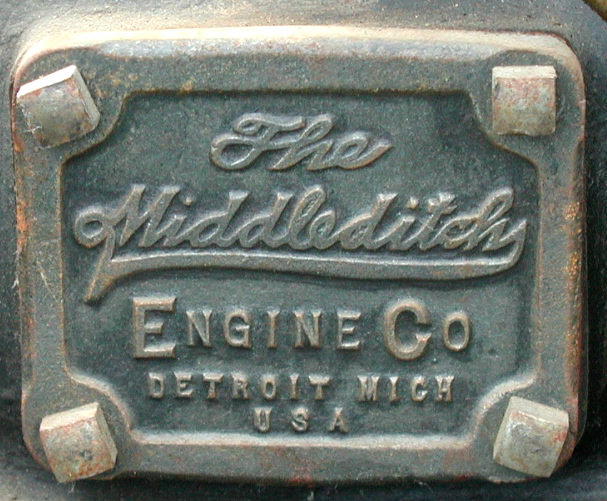 The
Middleditch
ENGINE CO
DETROIT MICH
USA